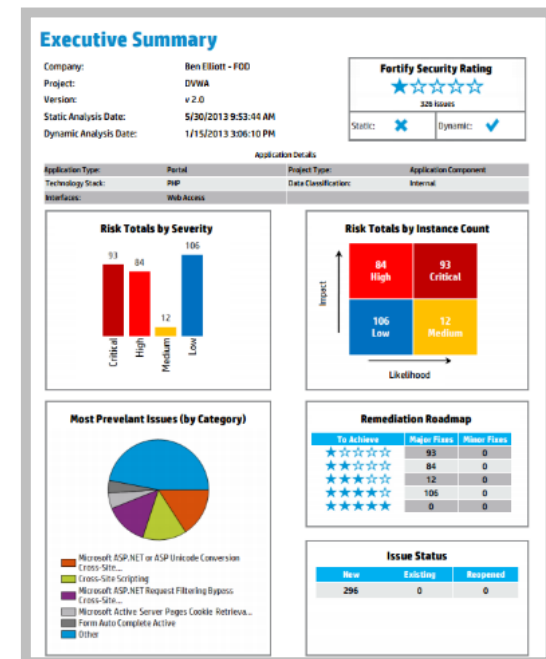 Executive Summary
Company: Ben Elliott - FOD
Project: DVWA
Version: v 2.0
Static Analysis Date: 5/30/2013 9:53:44 AM
Dynamic Analysis Date: 1/15/2013 3:06:10 PM
Fortify Security Rating
326 issues
Static: Dynamic:
Application Details
Application Type: Portal Project Type: Application Component
Technology Stack: PHP Data Classification: Internal
Interfaces: Web Access
Risk Totals by Severity
93
84
12
106
Critical
High
Medium
Low
Risk Totals by Instance Count
Impact
84
High
93
Critical
106
Low
12
Medium
Likelihood
Most Prevelant Issues (by Category)
Microsoft ASP.NET or ASP Unicode Conversion
Cross-Site...
Cross-Site Scripting
Microsoft ASP.NET Request Filtering Bypass
Cross-Site...
Microsoft Active Server Pages Cookie Retrieva...
Form Auto Complete Active
Other
Remediation Roadmap
To Achieve Major Fixes Minor Fixes
93 0
84 0
12 0
106 0
0 0
Issue Status
New Existing Reopened
296 0 0